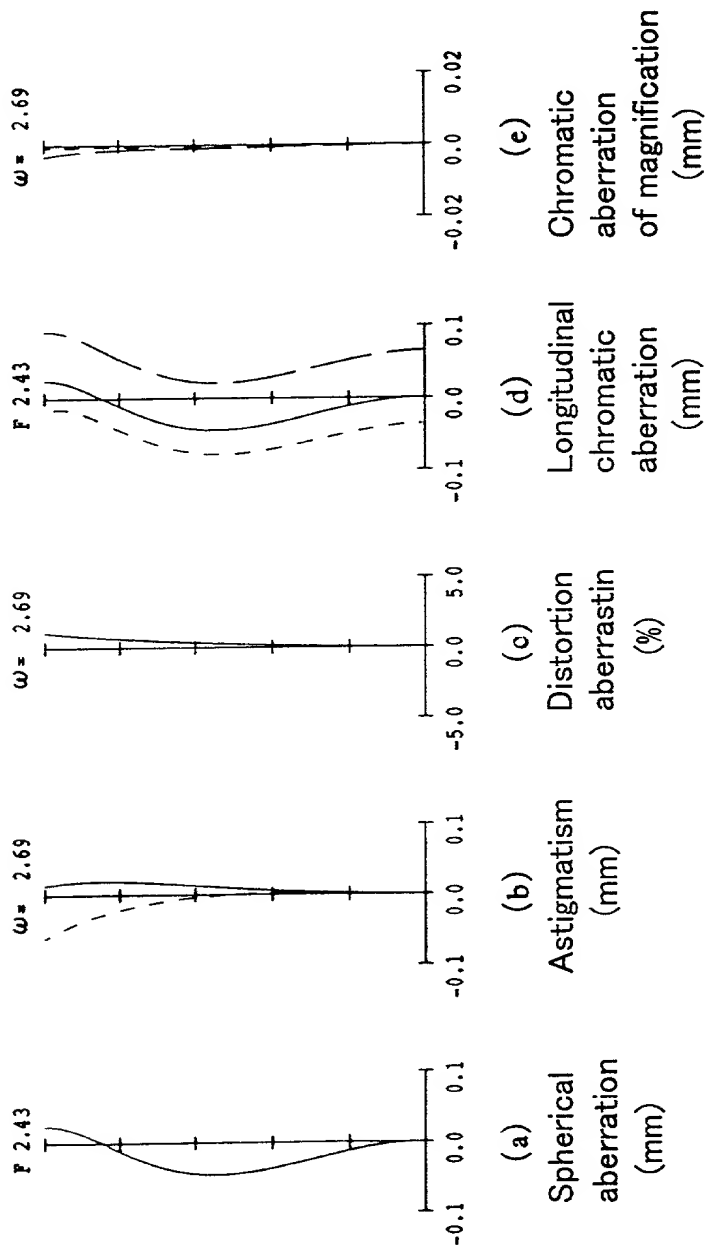 F 2.43
-0.1 0.0 0.1
(a)
Spherical
aberration
(mm)
ω= 2.69
-0.1 0.0 0.1
(b)
Astigmatism
(mm)
ω= 2.69
-5.0 0.0 5.0
(c)
Distortion
aberrastin
(%)
F 2.43
-0.1 0.0 0.1
(d)
Longitudinal
chromatic
aberration
(mm)
ω= 2.69
-0.02 0.0 0.02
(e)
Chromatic
aberration
of magnification
(mm)